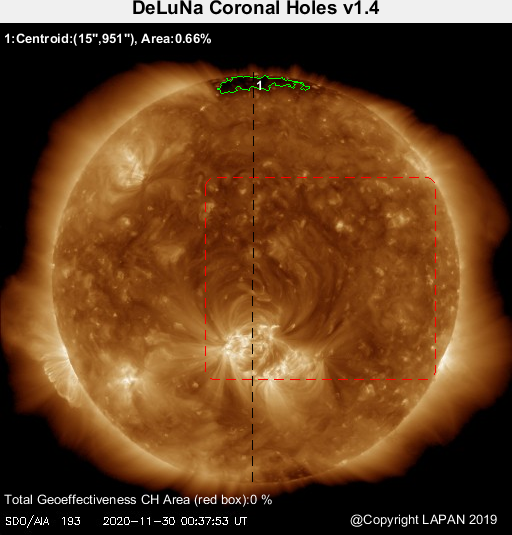 DeLuNa Coronal Holes v1.4
1:Centroid:(15",951"), Area:0.66%
1
Total Geoeffectiveness CH Area (red box):0 %
SDO/AIA 193 2020-11-30 00:37:53 UT
@Copyright LAPAN 2019